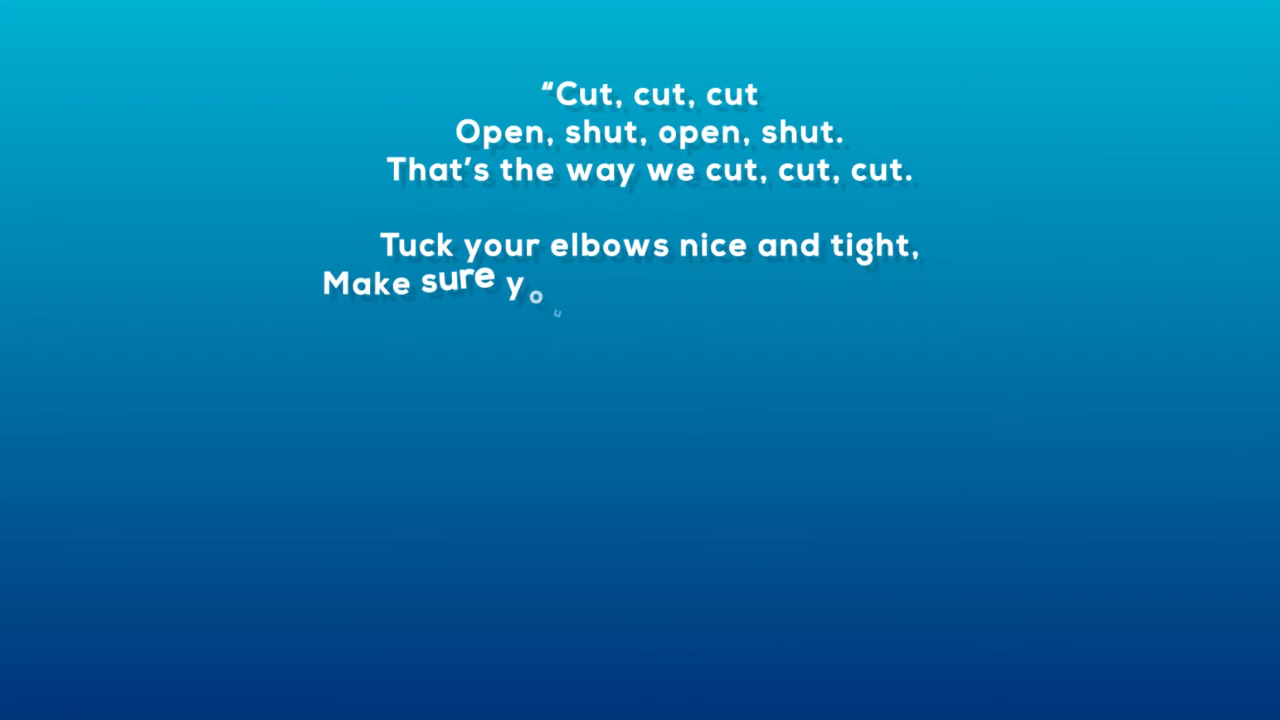 “Cut, cut, cut
Open, shut, open, shut.
That’s the way we cut, cut, cut.
Tuck your elbows nice and tight,
Make sure you